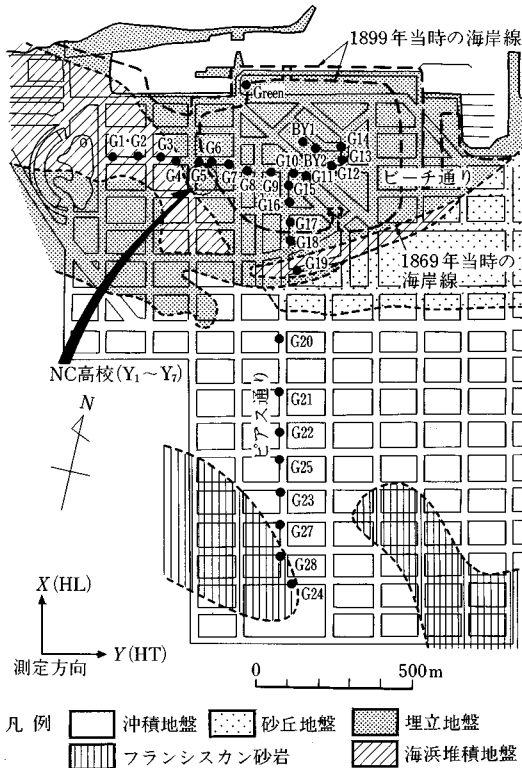 1899年当時の海岸線
Green
BY1
G14
G1・G2
G3
G6
G10
BY2
G13
G4
G5
G7
G8
G9
G11
G12
G15
ビーチ通り
G16
G17
G18
G19
1869年当時の
海岸線
G20
NC高校(Y₁～Y₇)
N
G21
ピアス通り
G22
G25
G23
G27
G28
G24
X(HL)
Y(HT)
測定方向
0 500m
凡 例 沖積地盤 砂丘地盤 埋立地盤
フランシスカン砂岩 海浜堆積地盤